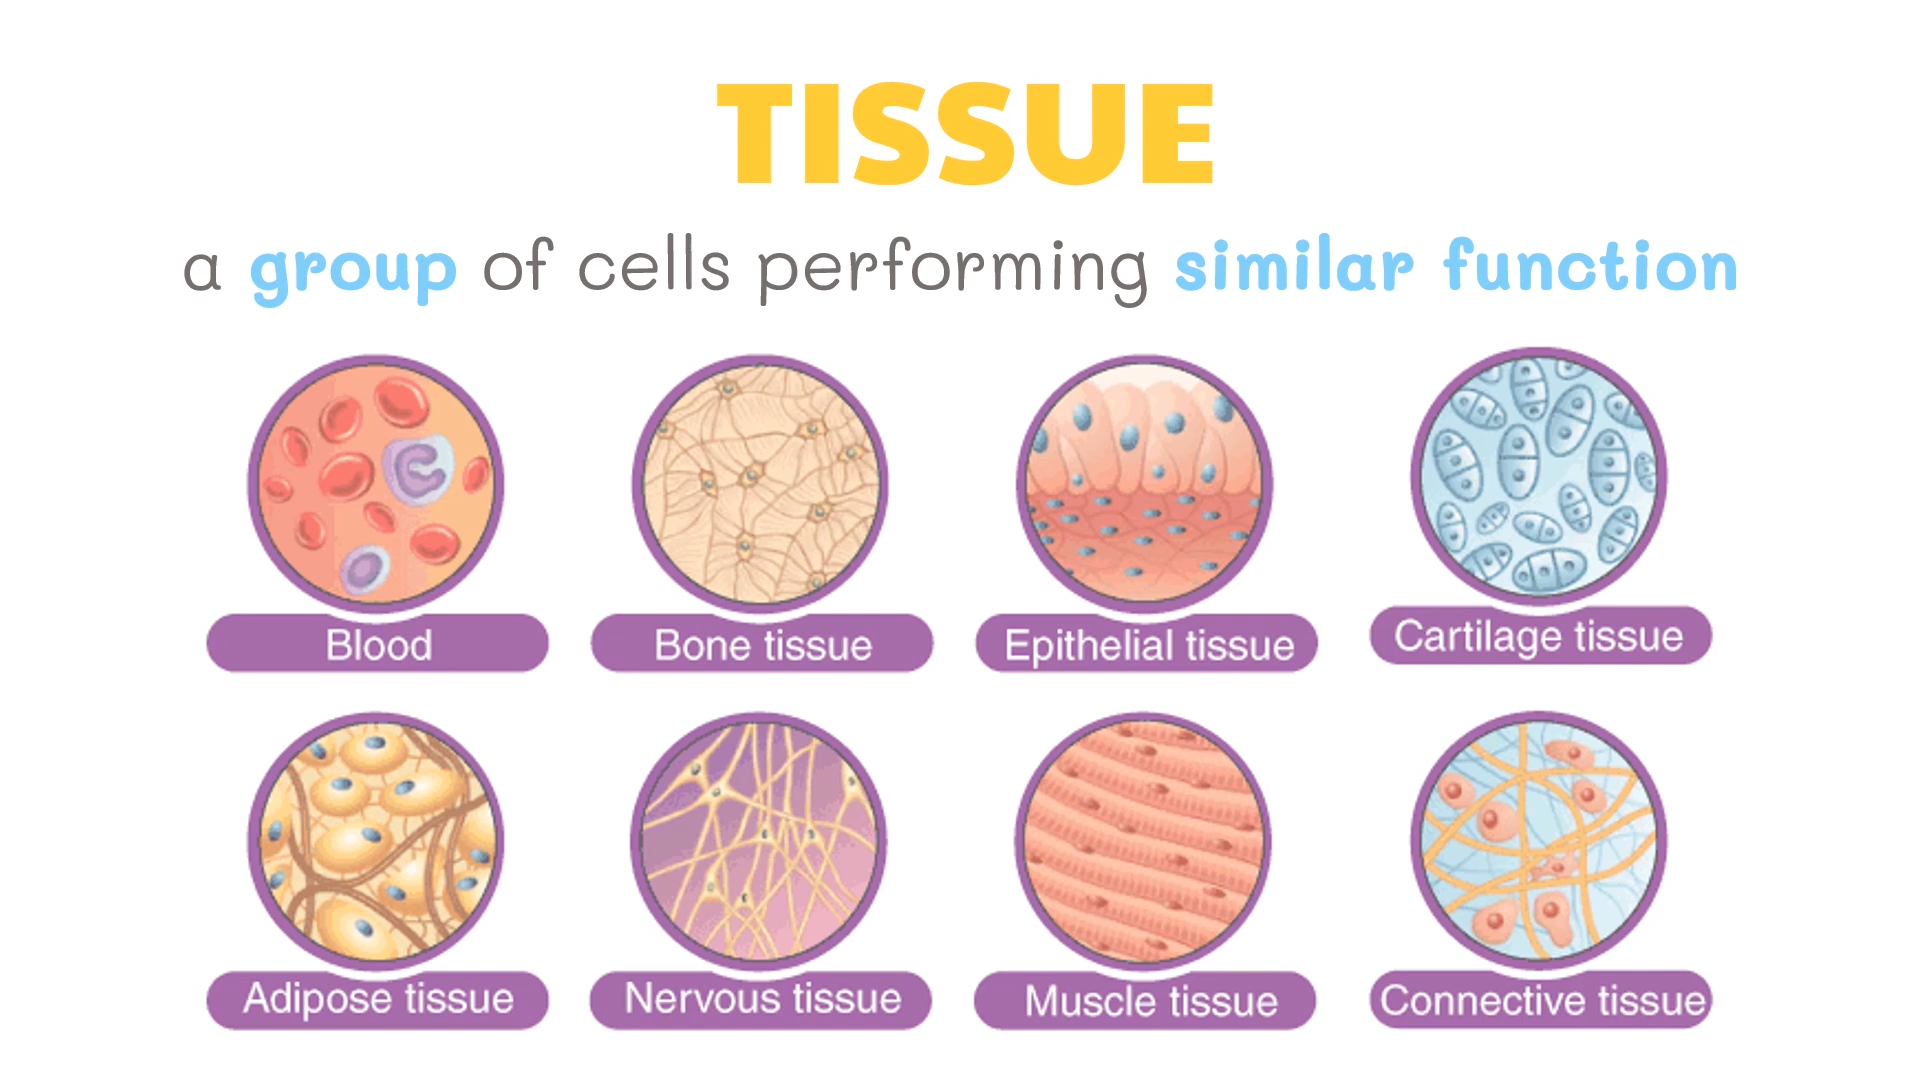 TISSUE
a group of cells performing similar function
Blood
Bone tissue
Epithelial tissue
Cartilage tissue
Adipose tissue
Nervous tissue
Muscle tissue
Connective tissue